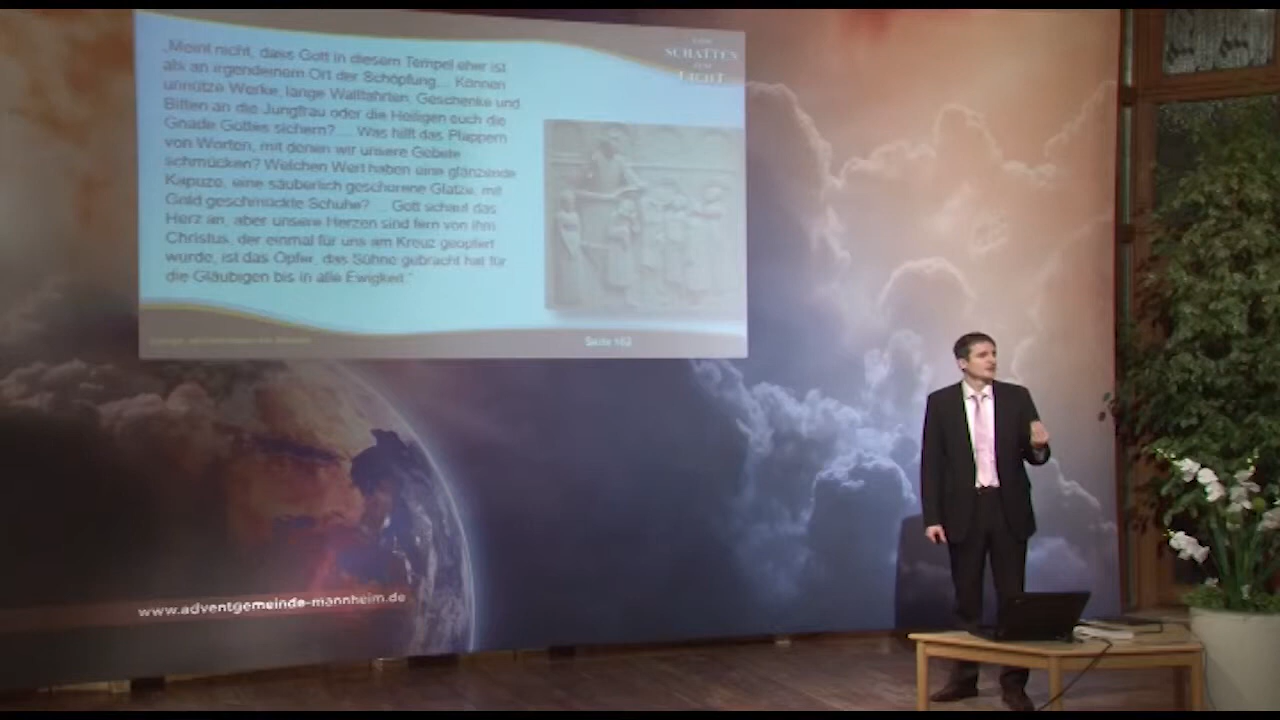 „Meint nicht, dass Gott in diesem Tempel eher ist
als an irgendeinem Ort der Schöpfung… Können
unnütze Werke, lange Wallfahrten, Geschenke und
Bitten an die Jungfrau oder die Heiligen euch die
Gnade Gottes sichern? … Was hilft das Plappern
von Worten, mit denen wir unsere Gebete
schmücken? Welchen Wert haben eine glänzende
Kapuze, eine säuberlich geschorene Glatze, mit
Gold geschmückte Schuhe? … Gott schaut das
Herz an, aber unsere Herzen sind fern von ihm.
Christus, der einmal für uns am Kreuz geopfert
wurde, ist das Opfer, das Sühne gebracht hat für
die Gläubigen bis in alle Ewigkeit.“
VOM
SCHATTEN
ZUM
LICHT
Seite 162
www.adventgemeinde-mannheim.de